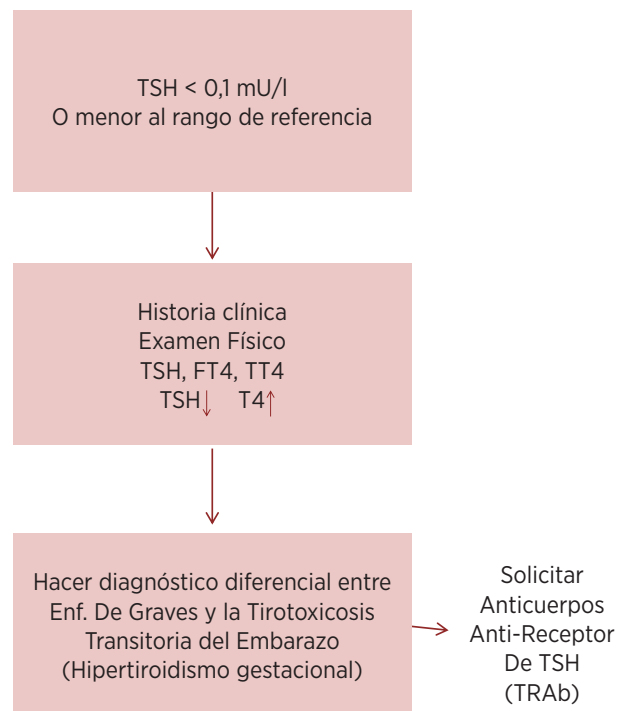 TSH < 0,1 mU/l
O menor al rango de referencia
Historia clínica
Examen Físico
TSH, FT4, TT4
TSH↓ T4↑
Hacer diagnóstico diferencial entre
Enf. De Graves y la Tirotoxicosis
Transitoria del Embarazo
(Hipertiroidismo gestacional)
Solicitar
Anticuerpos
Anti-Receptor
De TSH
(TRAb)